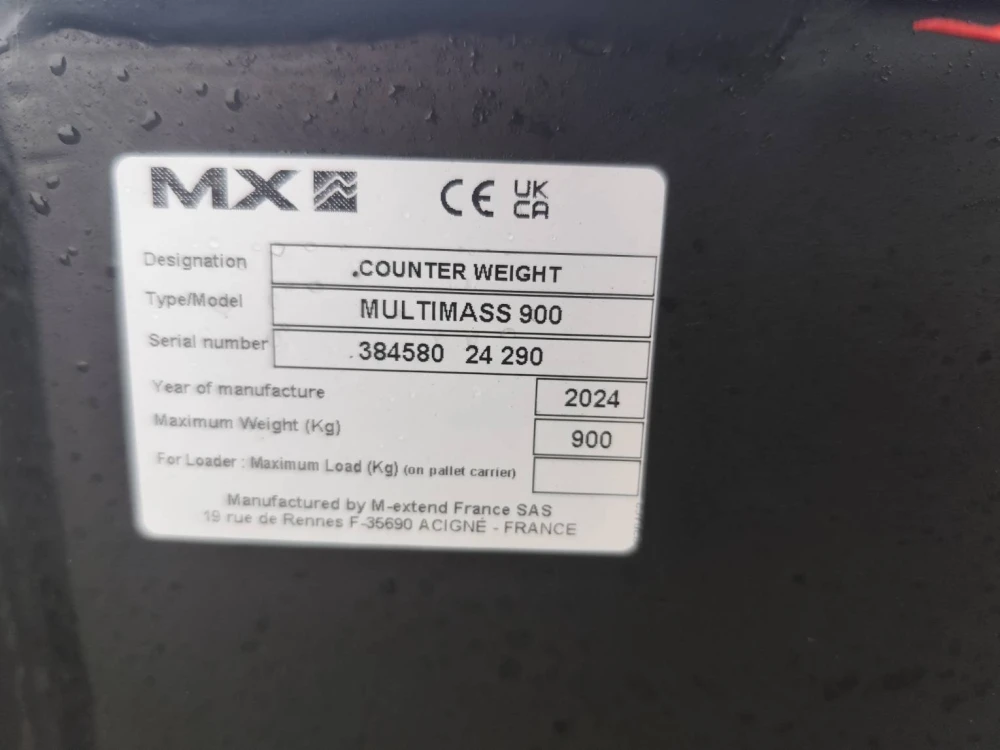 MX CE UK CA
Designation .COUNTER WEIGHT
Type/Model MULTIMASS 900
Serial number .384580 24 290
Year of manufacture 2024
Maximum Weight (Kg) 900
For Loader : Maximum Load (Kg) (on pallet carrier)
Manufactured by M-extend France SAS
19 rue de Rennes F-35690 ACIGNÉ - FRANCE